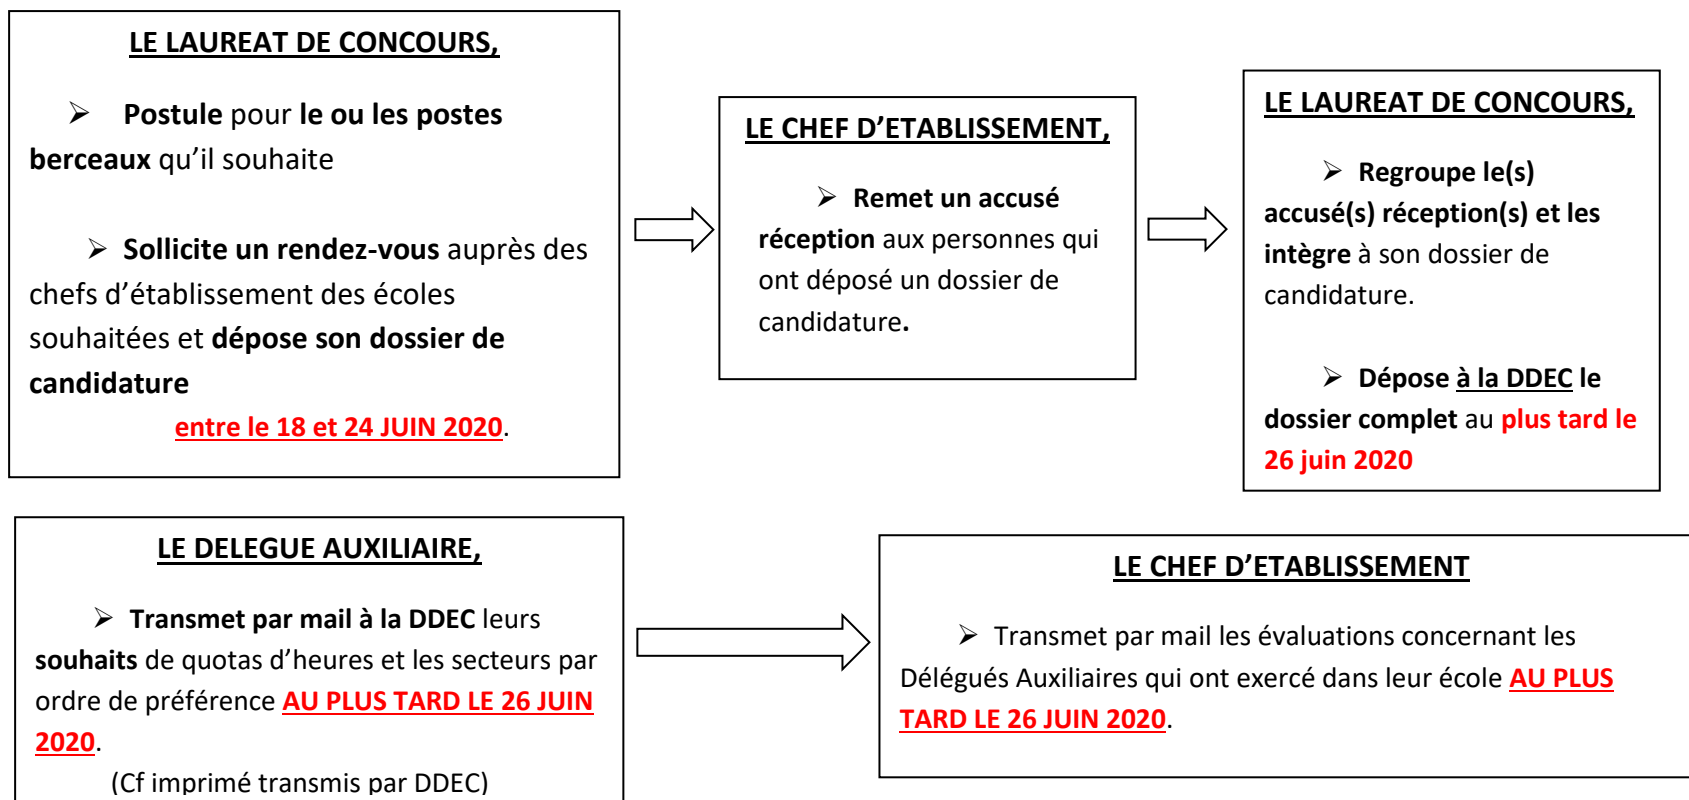 LE LAUREAT DE CONCOURS,
➢ Postule pour le ou les postes
berceaux qu’il souhaite
➢ Sollicite un rendez-vous auprès des
chefs d’établissement des écoles
souhaitées et dépose son dossier de
candidature
entre le 18 et 24 JUIN 2020.
LE CHEF D’ETABLISSEMENT,
➢ Remet un accusé
réception aux personnes qui
ont déposé un dossier de
candidature.
LE LAUREAT DE CONCOURS,
➢ Regroupe le(s)
accusé(s) réception(s) et les
intègre à son dossier de
candidature.
➢ Dépose à la DDEC le
dossier complet au plus tard le
26 juin 2020
LE DELEGUE AUXILIAIRE,
➢ Transmet par mail à la DDEC leurs
souhaits de quotas d’heures et les secteurs par
ordre de préférence AU PLUS TARD LE 26 JUIN
2020.
(Cf imprimé transmis par DDEC)
LE CHEF D’ETABLISSEMENT
➢ Transmet par mail les évaluations concernant les
Délégués Auxiliaires qui ont exercé dans leur école AU PLUS
TARD LE 26 JUIN 2020.